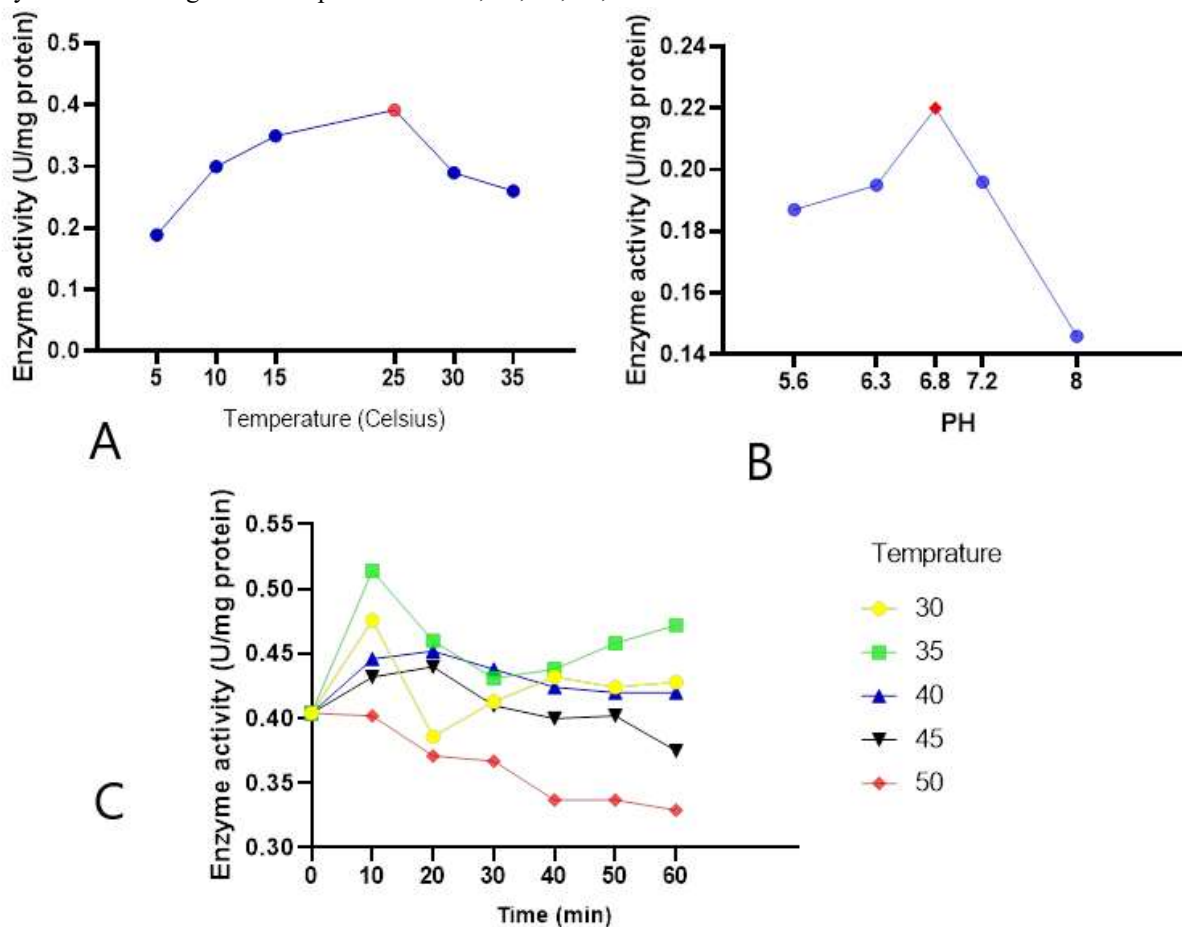 Enzyme activity (U/mg protein)
0.5
0.4
0.3
0.2
0.1
0.0
5 10 15 25 30 35
Temperature (Celsius)
A
Enzyme activity (U/mg protein)
0.24
0.22
0.20
0.18
0.16
0.14
5.6 6.3 6.8 7.2 8
PH
B
Enzyme activity (U/mg protein)
0.55
0.50
0.45
0.40
0.35
0.30
0 10 20 30 40 50 60
Time (min)
C
Temprature
30
35
40
45
50